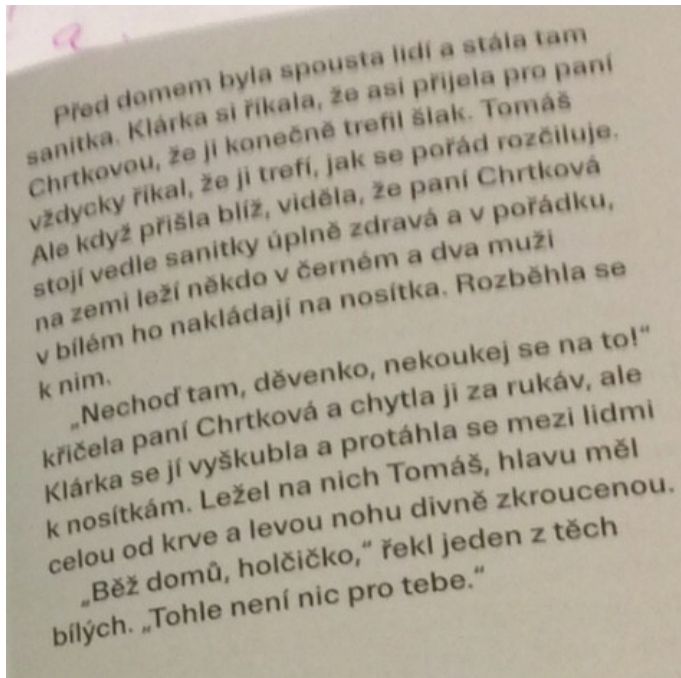 Před domem byla spousta lidí a stála tam
sanitka. Klárka si říkala, že asi přijela pro paní
Chrtkovou, že ji konečně trefil šlak. Tomáš
vždycky říkal, že ji trefí, jak se pořád rozčiluje.
Ale když přišla blíž, viděla, že paní Chrtková
stojí vedle sanitky úplně zdravá a v pořádku,
na zemi leží někdo v černém a dva muži
v bílém ho nakládají na nosítka. Rozběhla se
k nim.
„Nechoď tam, děvenko, nekoukej se na to!“
křičela paní Chrtková a chytla ji za rukáv, ale
Klárka se jí vyškubla a protáhla se mezi lidmi
k nosítkám. Ležel na nich Tomáš, hlavu měl
celou od krve a levou nohu divně zkroucenou.
„Běž domů, holčičko,“ řekl jeden z těch
bílých. „Tohle není nic pro tebe.“